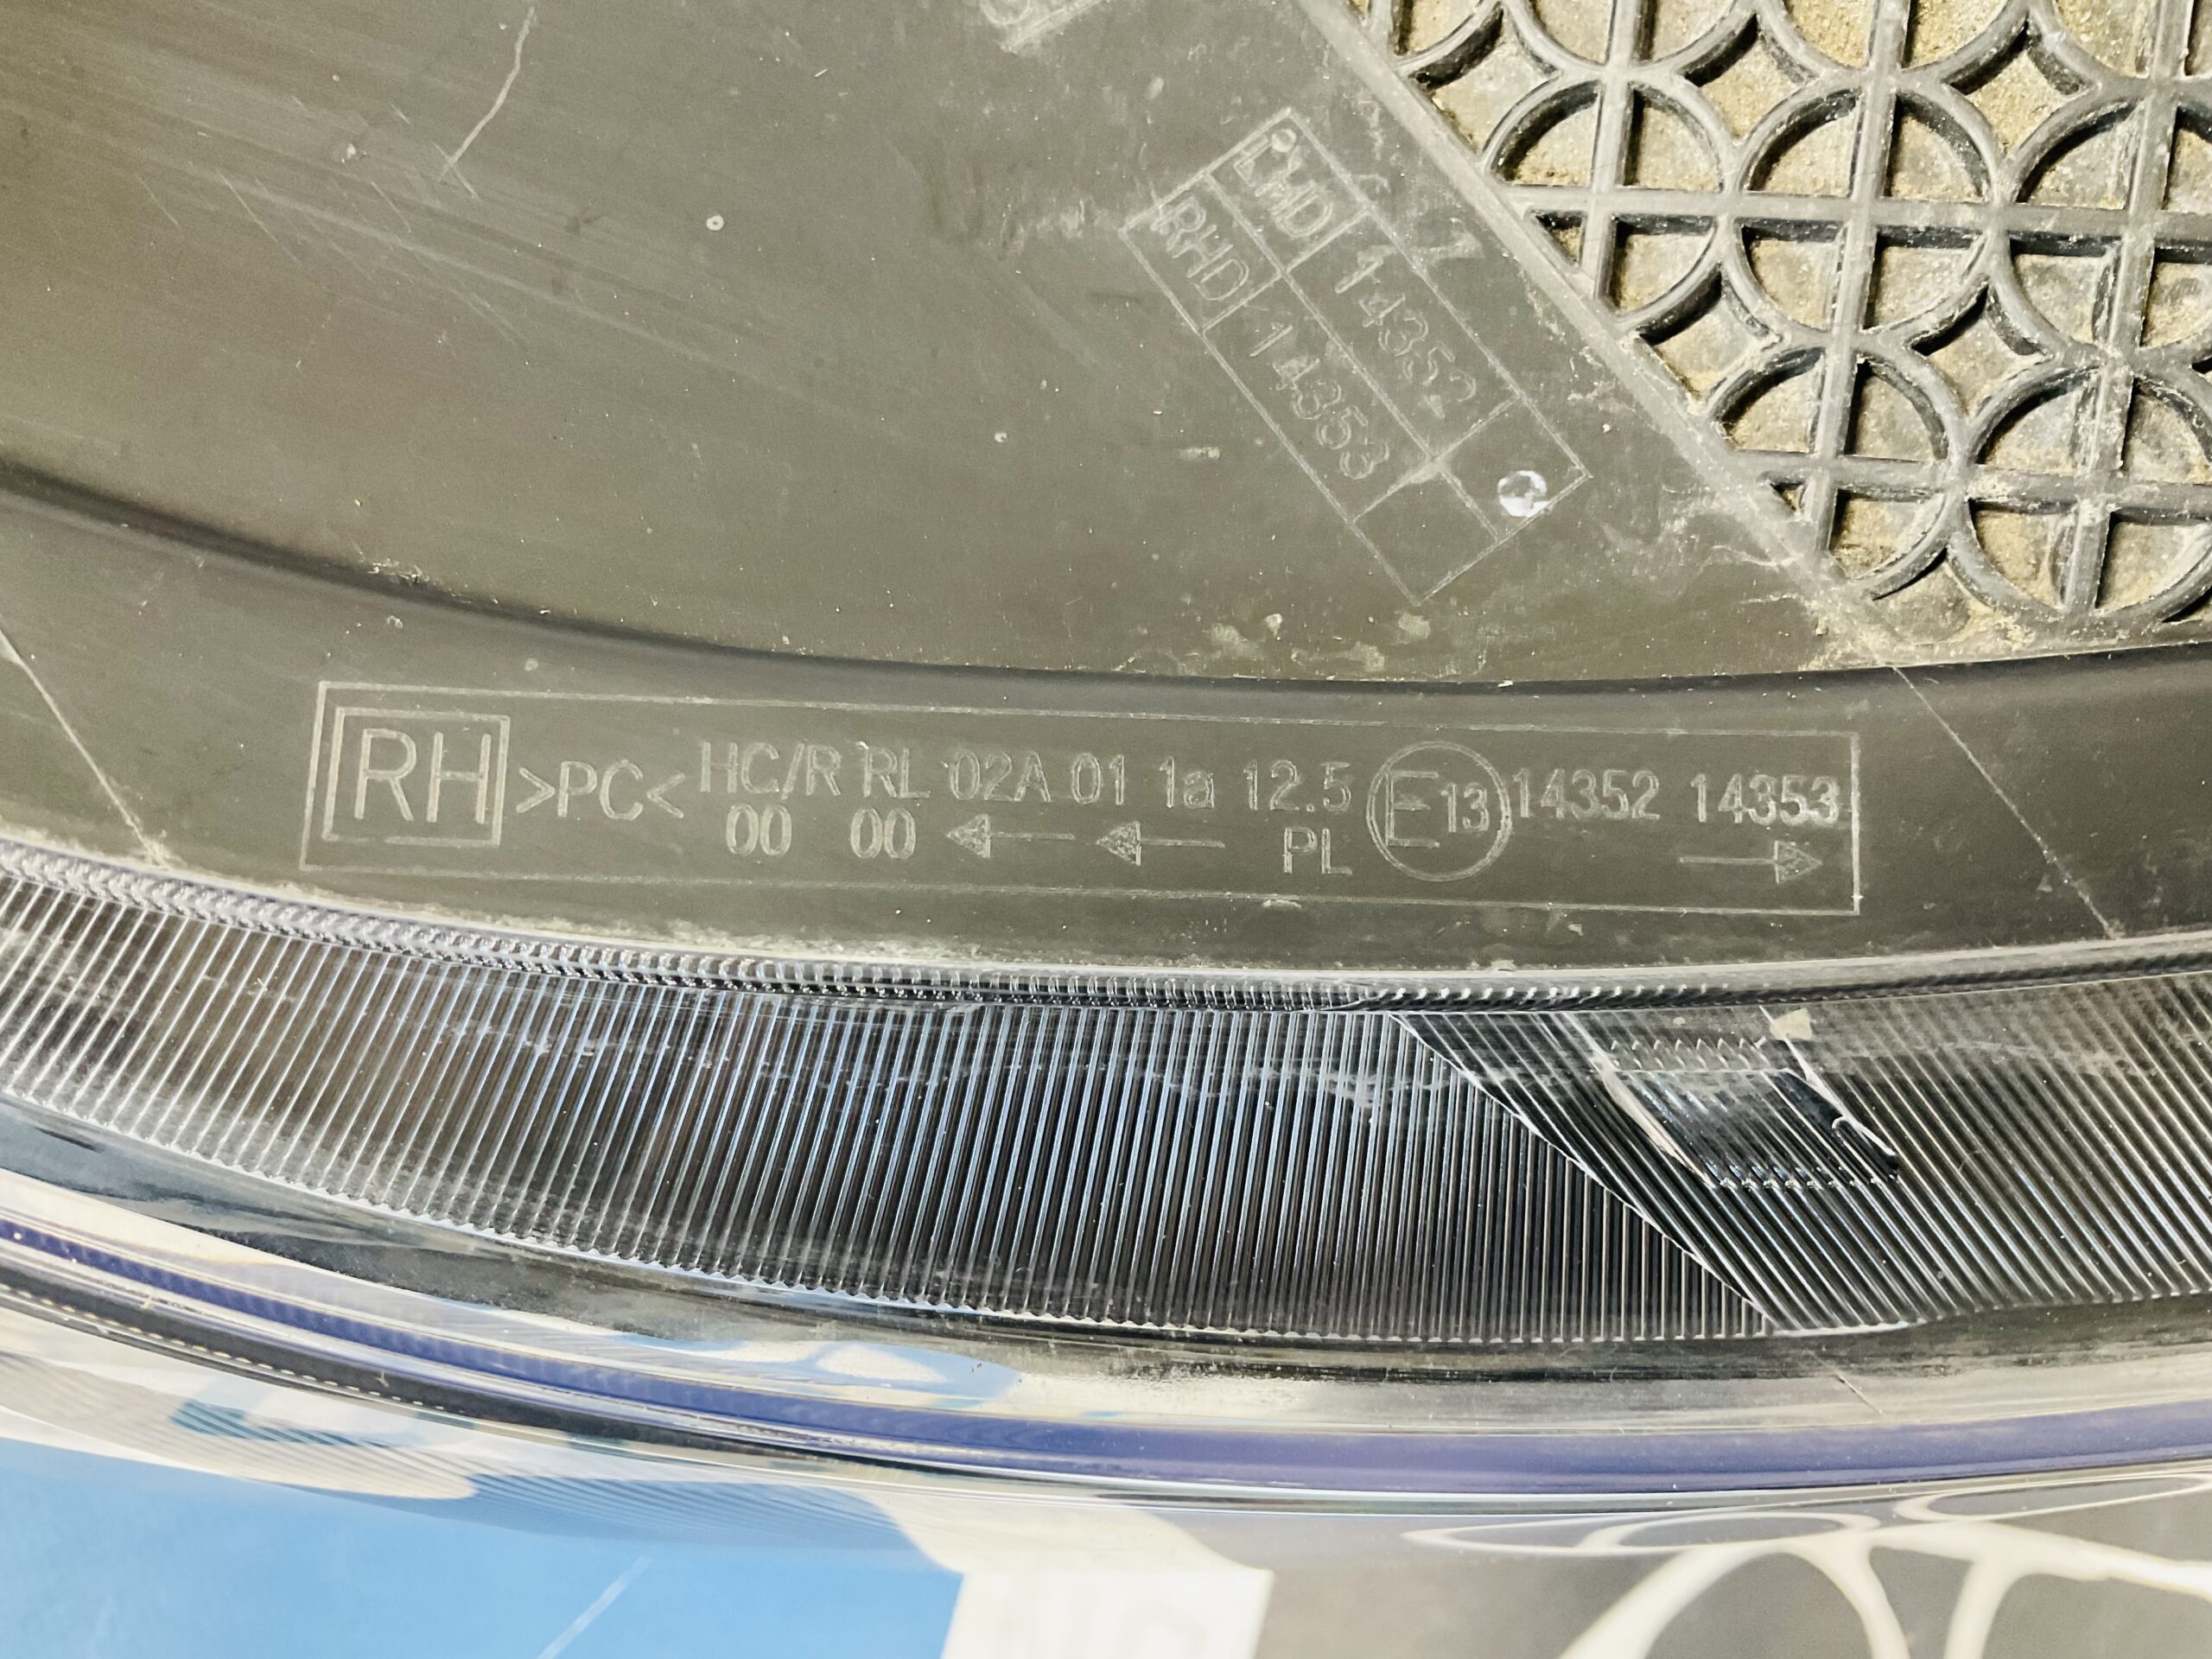 LHD 14352
RHD 14353
RH >PC< HC/R RL 02A 01 1a 12.5 E13 14352 14353
00 00 ← ← PL →